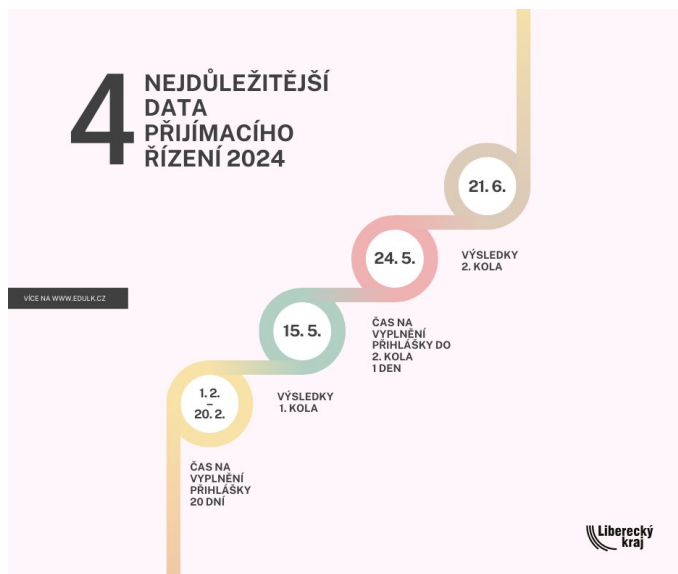 4
NEJDŮLEŽITĚJŠÍ
DATA
PŘIJÍMACÍHO
ŘÍZENÍ 2024
21. 6.
VÝSLEDKY
2. KOLA
24. 5.
ČAS NA
VYPLNĚNÍ
PŘIHLÁŠKY DO
2. KOLA
1 DEN
VÍCE NA WWW.EDULK.CZ
15. 5.
VÝSLEDKY
1. KOLA
1. 2.
–
20. 2.
ČAS NA
VYPLNĚNÍ
PŘIHLÁŠKY
20 DNÍ
Liberecký
kraj